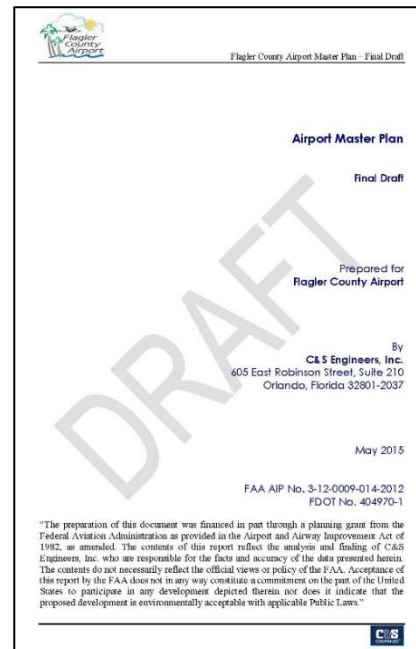 Flagler
County
Airport
Flagler County Airport Master Plan – Final Draft
Airport Master Plan
Final Draft
Prepared for
Flagler County Airport
By
C&S Engineers, Inc.
605 East Robinson Street, Suite 210
Orlando, Florida 32801-2037
May 2015
FAA AIP No. 3-12-0009-014-2012
FDOT No. 404970-1
"The preparation of this document was financed in part through a planning grant from the
Federal Aviation Administration as provided in the Airport and Airway Improvement Act of
1982, as amended. The contents of this report reflect the analysis and finding of C&S
Engineers, Inc. who are responsible for the facts and accuracy of the data presented herein.
The contents do not necessarily reflect the official views or policy of the FAA. Acceptance of
this report by the FAA does not in any way constitute a commitment on the part of the United
States to participate in any development depicted therein nor does it indicate that the
proposed development is environmentally acceptable with applicable Public Laws."
DRAFT
C&S